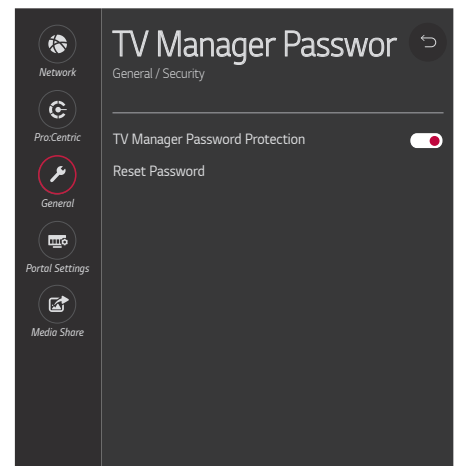 TV Manager Passwor
General / Security
Network
Pro:Centric
General
Portal Settings
Media Share
TV Manager Password Protection
Reset Password